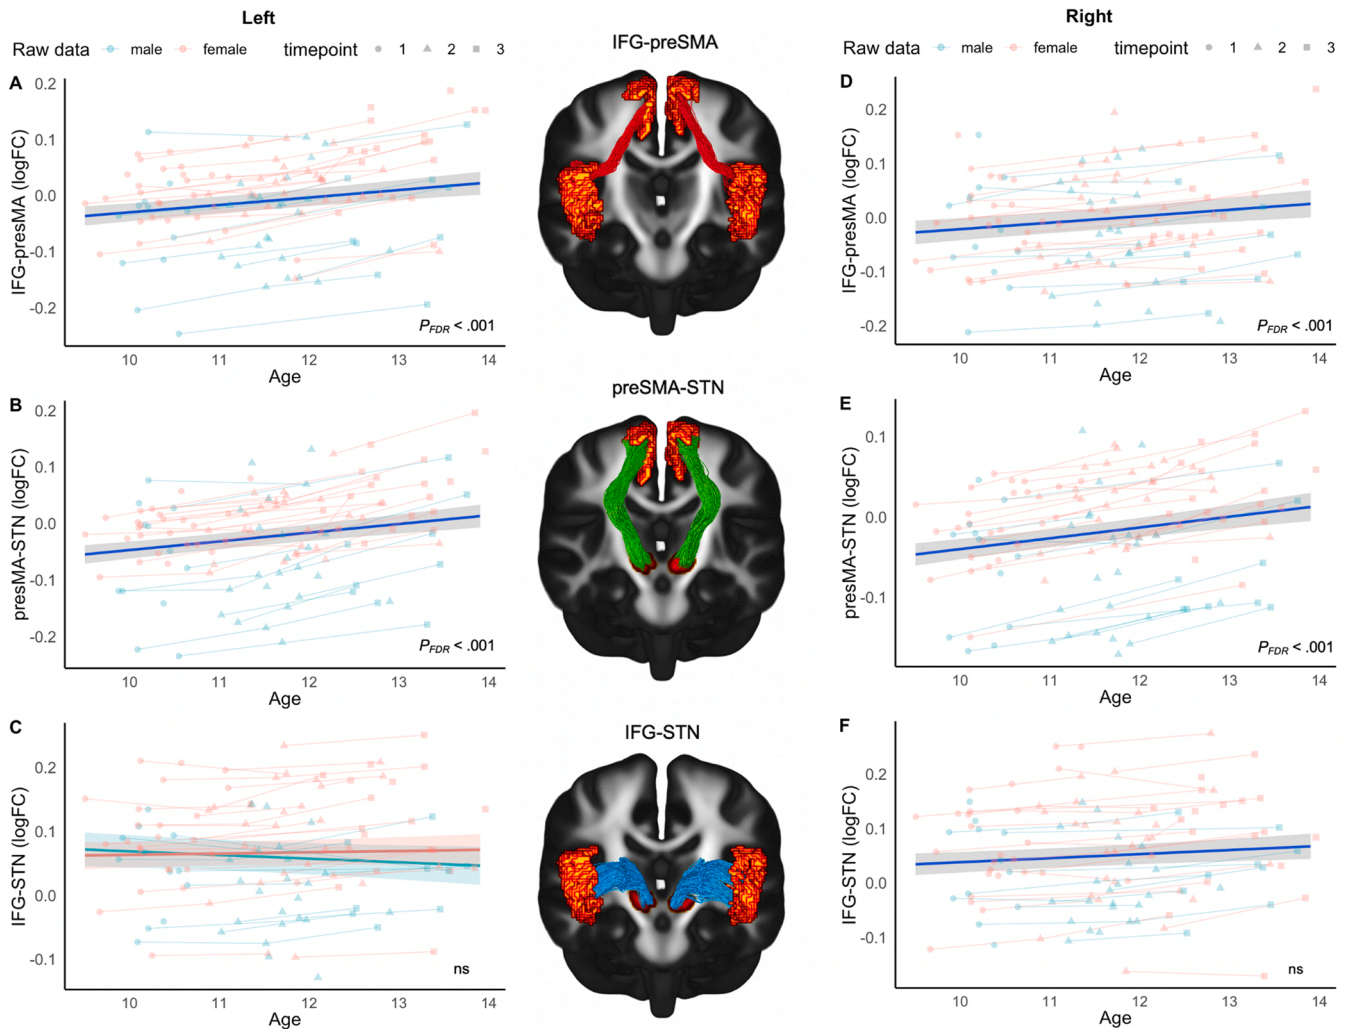 Left
Right
Raw data male female timepoint 1 2 3
IFG-preSMA
Raw data male female timepoint 1 2 3
A
IFG-presMA (logFC)
0.2
0.1
0.0
-0.1
-0.2
P_FDR < .001
10 11 12 13 14
Age
D
IFG-presMA (logFC)
0.2
0.1
0.0
-0.1
-0.2
P_FDR < .001
10 11 12 13 14
Age
preSMA-STN
B
presMA-STN (logFC)
0.2
0.1
0.0
-0.1
-0.2
P_FDR < .001
10 11 12 13 14
Age
E
presMA-STN (logFC)
0.1
0.0
-0.1
P_FDR < .001
10 11 12 13 14
Age
IFG-STN
C
IFG-STN (logFC)
0.2
0.1
0.0
-0.1
ns
10 11 12 13 14
Age
F
IFG-STN (logFC)
0.2
0.1
0.0
-0.1
ns
10 11 12 13 14
Age